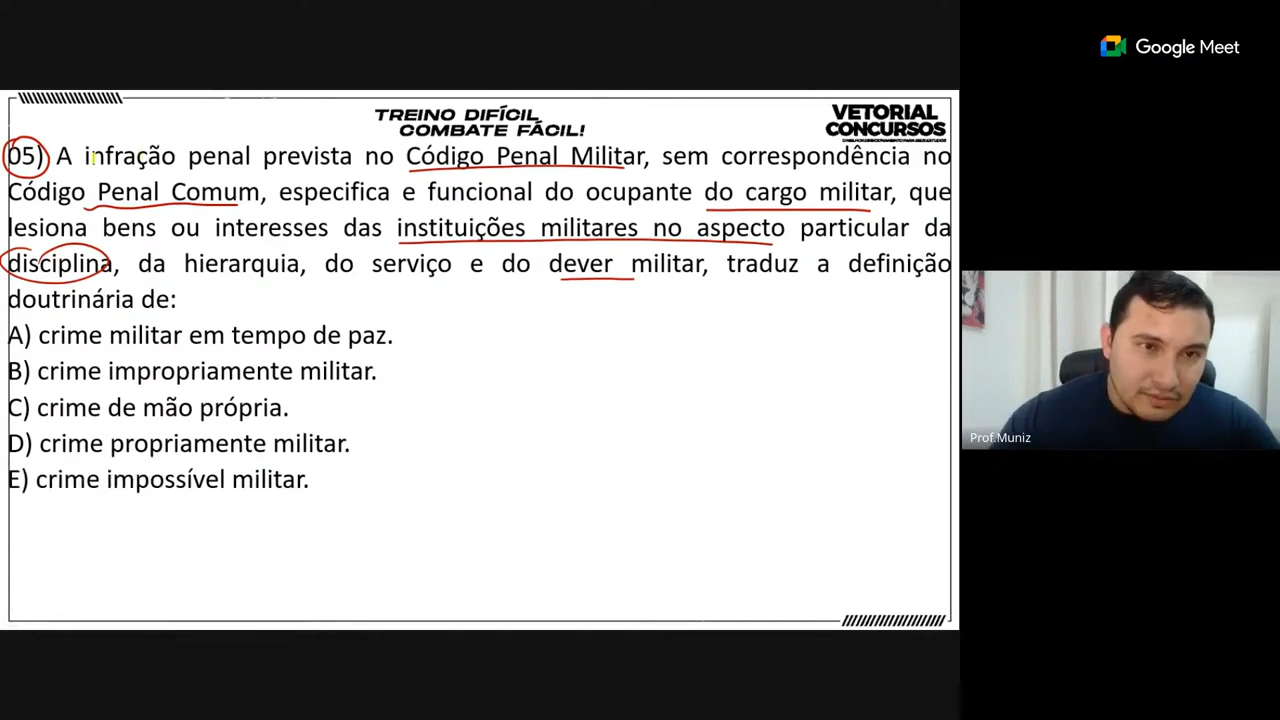 Google Meet
TREINO DIFÍCIL
COMBATE FÁCIL!
VETORIAL
CONCURSOS
05) A infração penal prevista no Código Penal Militar, sem correspondência no
Código Penal Comum, especifica e funcional do ocupante do cargo militar, que
lesiona bens ou interesses das instituições militares no aspecto particular da
disciplina, da hierarquia, do serviço e do dever militar, traduz a definição
doutrinária de:
A) crime militar em tempo de paz.
B) crime impropriamente militar.
C) crime de mão própria.
D) crime propriamente militar.
E) crime impossível militar.
Prof.Muniz